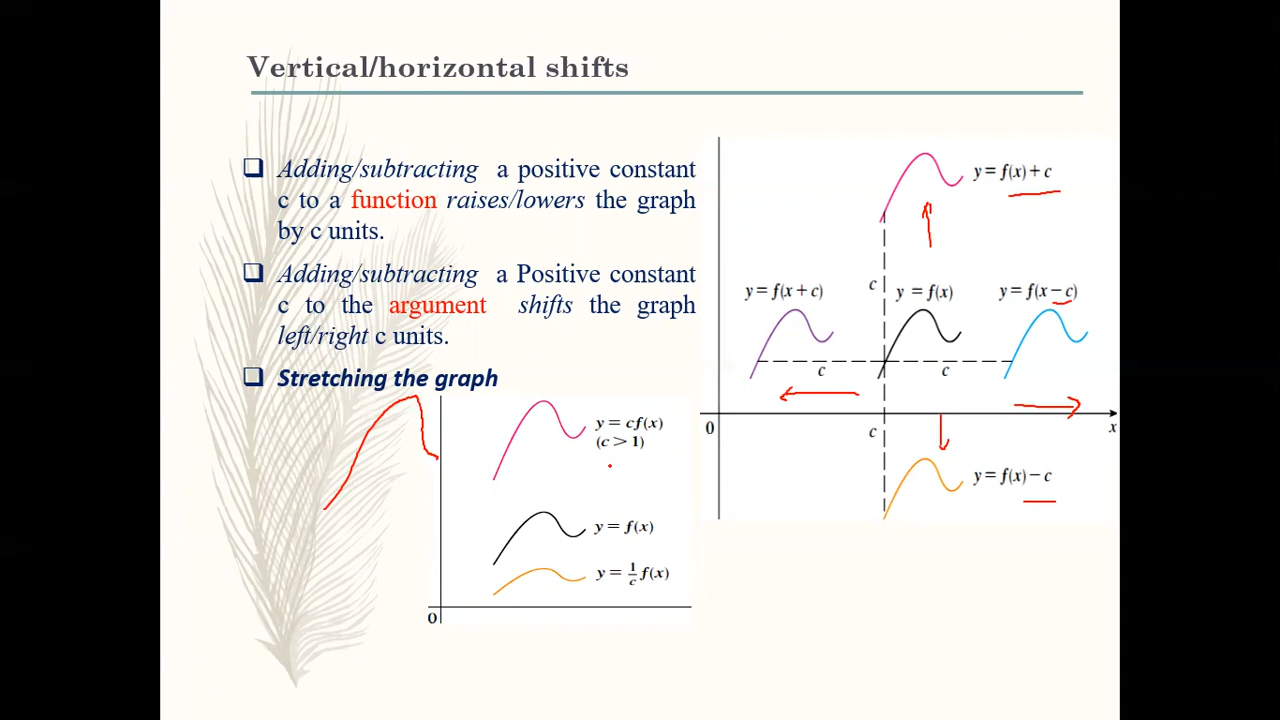 Vertical/horizontal shifts
❑ Adding/subtracting a positive constant
c to a function raises/lowers the graph
by c units.
❑ Adding/subtracting a Positive constant
c to the argument shifts the graph
left/right c units.
❑ Stretching the graph
y = cf(x)
(c > 1)
y = f(x)
y = 1/c f(x)
0
y = f(x) + c
c
y = f(x + c)
y = f(x)
y = f(x − c)
c
c
0
x
c
y = f(x) − c